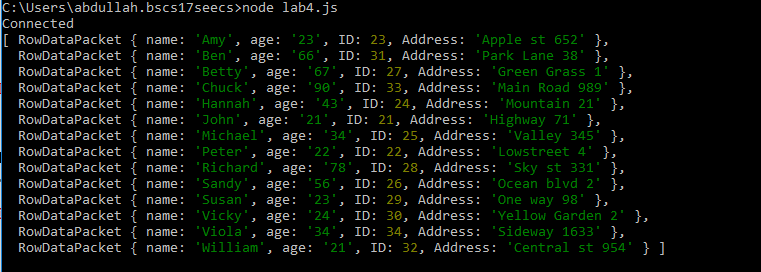 C:\Users\abdullah.bscs17seecs>node lab4.js
Connected
[ RowDataPacket { name: 'Amy', age: '23', ID: 23, Address: 'Apple st 652' },
  RowDataPacket { name: 'Ben', age: '66', ID: 31, Address: 'Park Lane 38' },
  RowDataPacket { name: 'Betty', age: '67', ID: 27, Address: 'Green Grass 1' },
  RowDataPacket { name: 'Chuck', age: '90', ID: 33, Address: 'Main Road 989' },
  RowDataPacket { name: 'Hannah', age: '43', ID: 24, Address: 'Mountain 21' },
  RowDataPacket { name: 'John', age: '21', ID: 21, Address: 'Highway 71' },
  RowDataPacket { name: 'Michael', age: '34', ID: 25, Address: 'Valley 345' },
  RowDataPacket { name: 'Peter', age: '22', ID: 22, Address: 'Lowstreet 4' },
  RowDataPacket { name: 'Richard', age: '78', ID: 28, Address: 'Sky st 331' },
  RowDataPacket { name: 'Sandy', age: '56', ID: 26, Address: 'Ocean blvd 2' },
  RowDataPacket { name: 'Susan', age: '23', ID: 29, Address: 'One way 98' },
  RowDataPacket { name: 'Vicky', age: '24', ID: 30, Address: 'Yellow Garden 2' },
  RowDataPacket { name: 'Viola', age: '34', ID: 34, Address: 'Sideway 1633' },
  RowDataPacket { name: 'William', age: '21', ID: 32, Address: 'Central st 954' } ]